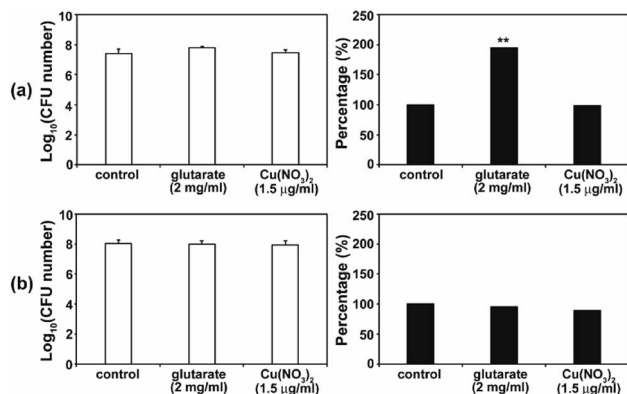 (a)
Log₁₀(CFU number)
10
8
6
4
2
0
control
glutarate
(2 mg/ml)
Cu(NO₃)₂
(1.5 μg/ml)
Percentage (%)
250
200
150
100
50
0
**
control
glutarate
(2 mg/ml)
Cu(NO₃)₂
(1.5 μg/ml)
(b)
Log₁₀(CFU number)
10
8
6
4
2
0
control
glutarate
(2 mg/ml)
Cu(NO₃)₂
(1.5 μg/ml)
Percentage (%)
250
200
150
100
50
0
control
glutarate
(2 mg/ml)
Cu(NO₃)₂
(1.5 μg/ml)